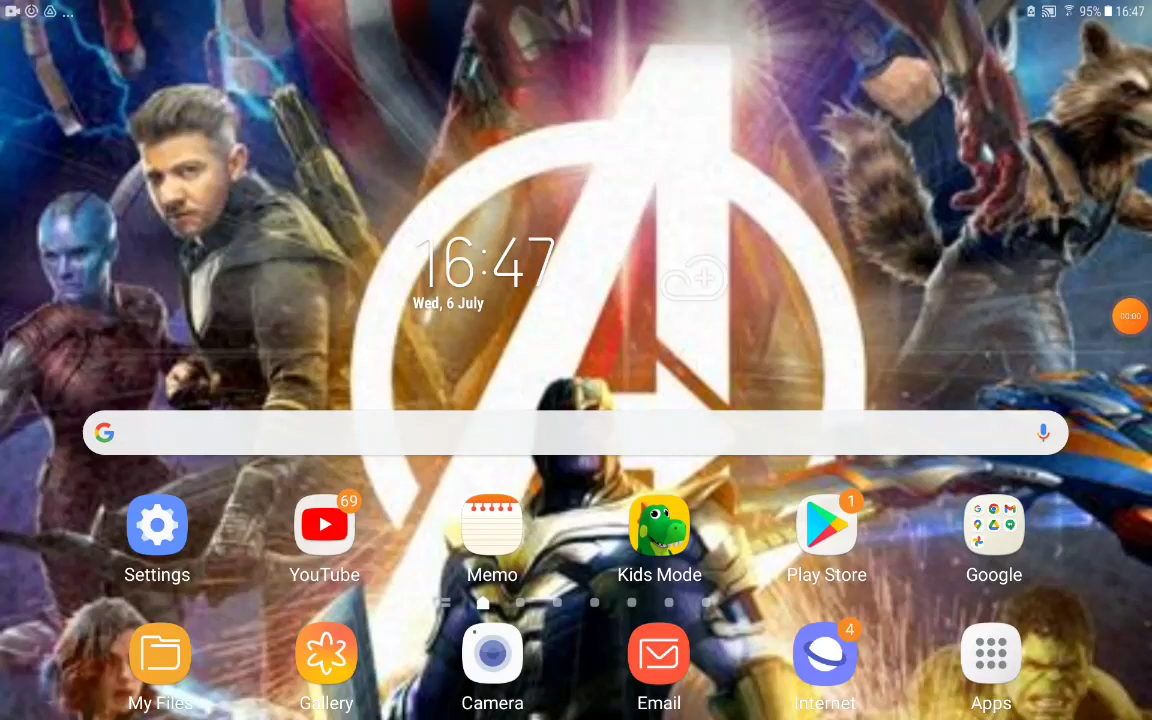 ... 95% 16:47
16:47
Wed, 6 July
00:00
69 1
Settings YouTube Memo Kids Mode Play Store Google
4
My Files Gallery Camera Email Internet Apps